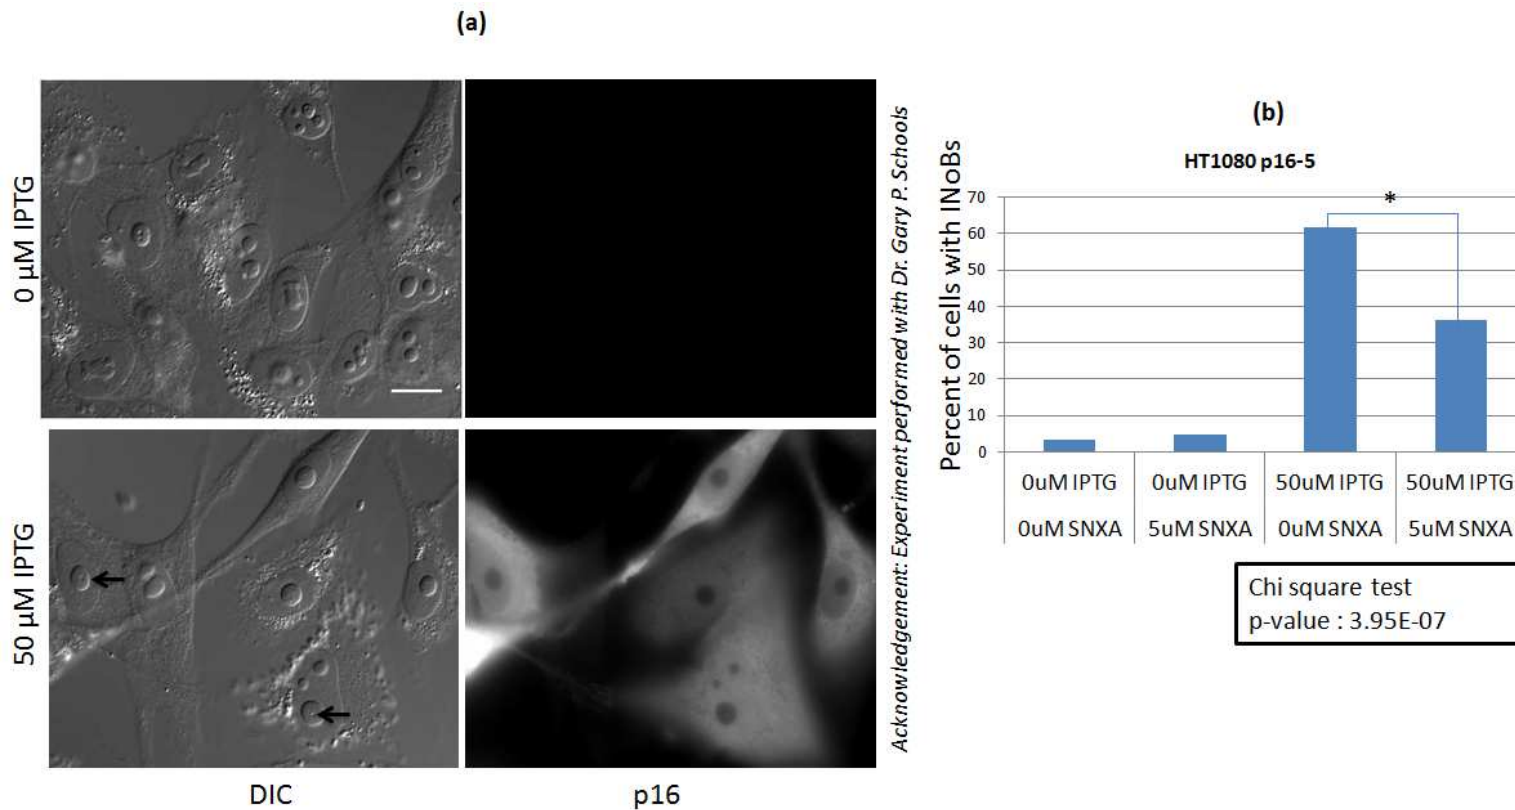 (a)
0 µM IPTG
50 µM IPTG
DIC
p16
Acknowledgement: Experiment performed with Dr. Gary P. Schools
(b)
HT1080 p16-5
Percent of cells with INoBs
70
60
50
40
30
20
10
0
*
0uM IPTG 0uM IPTG 50uM IPTG 50uM IPTG
0uM SNXA 5uM SNXA 0uM SNXA 5uM SNXA
Chi square test
p-value : 3.95E-07